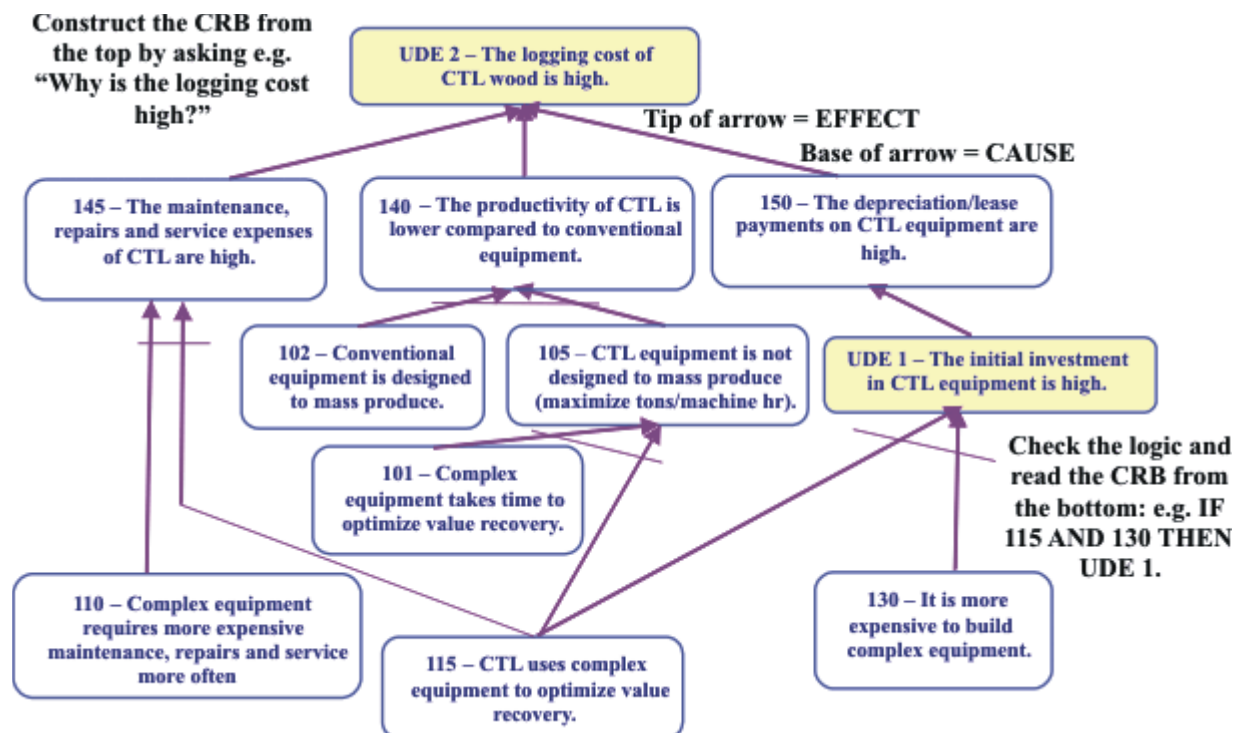 Construct the CRB from
the top by asking e.g.
“Why is the logging cost
high?”
UDE 2 – The logging cost of
CTL wood is high.
Tip of arrow = EFFECT
Base of arrow = CAUSE
145 – The maintenance,
repairs and service expenses
of CTL are high.
140 – The productivity of CTL is
lower compared to conventional
equipment.
150 – The depreciation/lease
payments on CTL equipment are
high.
102 – Conventional
equipment is designed
to mass produce.
105 – CTL equipment is not
designed to mass produce
(maximize tons/machine hr).
UDE 1 – The initial investment
in CTL equipment is high.
101 – Complex
equipment takes time to
optimize value recovery.
Check the logic and
read the CRB from
the bottom: e.g. IF
115 AND 130 THEN
UDE 1.
110 – Complex equipment
requires more expensive
maintenance, repairs and service
more often
115 – CTL uses complex
equipment to optimize value
recovery.
130 – It is more
expensive to build
complex equipment.